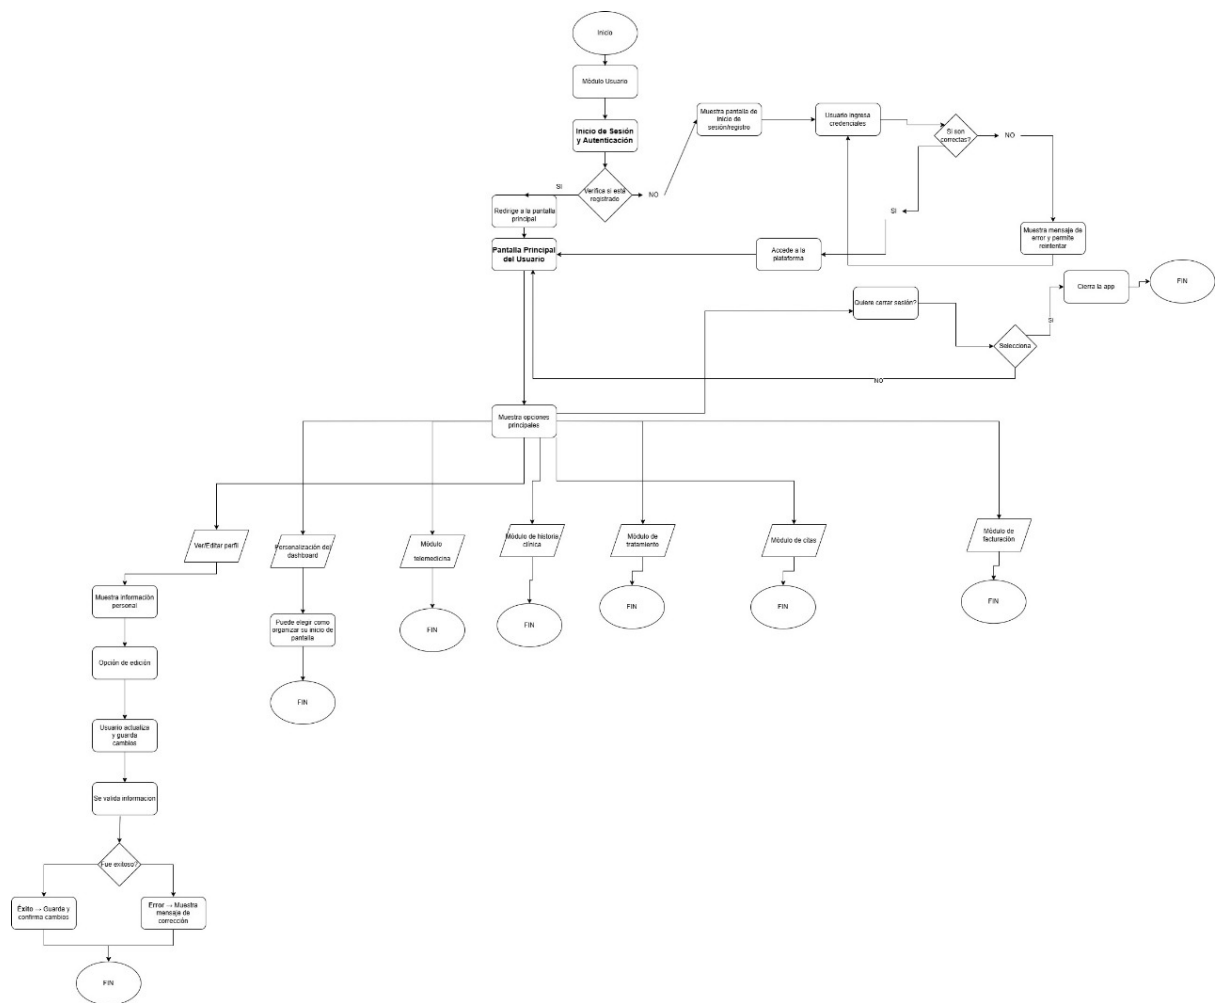 Inicio
Módulo Usuario
Inicio de Sesión
y Autenticación
Verifica si está
registrado
SI
NO
Muestra pantalla de
inicio de
sesión/registro
Usuario ingresa
credenciales
Si son
correctas?
NO
SI
Muestra mensaje de
error y permite
reintentar
Accede a la
plataforma
Redirige a la pantalla
principal
Pantalla Principal
del Usuario
Quiere cerrar sesión?
Selecciona
SI
NO
Cierra la app
FIN
Muestra opciones
principales
Ver/Editar perfil
Personalización del
dashboard
Módulo
telemedicina
Módulo de historia
clínica
Módulo de
tratamiento
Módulo de citas
Módulo de
facturación
Muestra información
personal
Puede elegir como
organizar su inicio de
pantalla
FIN
FIN
FIN
FIN
FIN
FIN
Opción de edición
Usuario actualiza
y guarda
cambios
Se valida informacion
Fue exitoso?
Éxito → Guarda y
confirma cambios
Error → Muestra
mensaje de
corrección
FIN